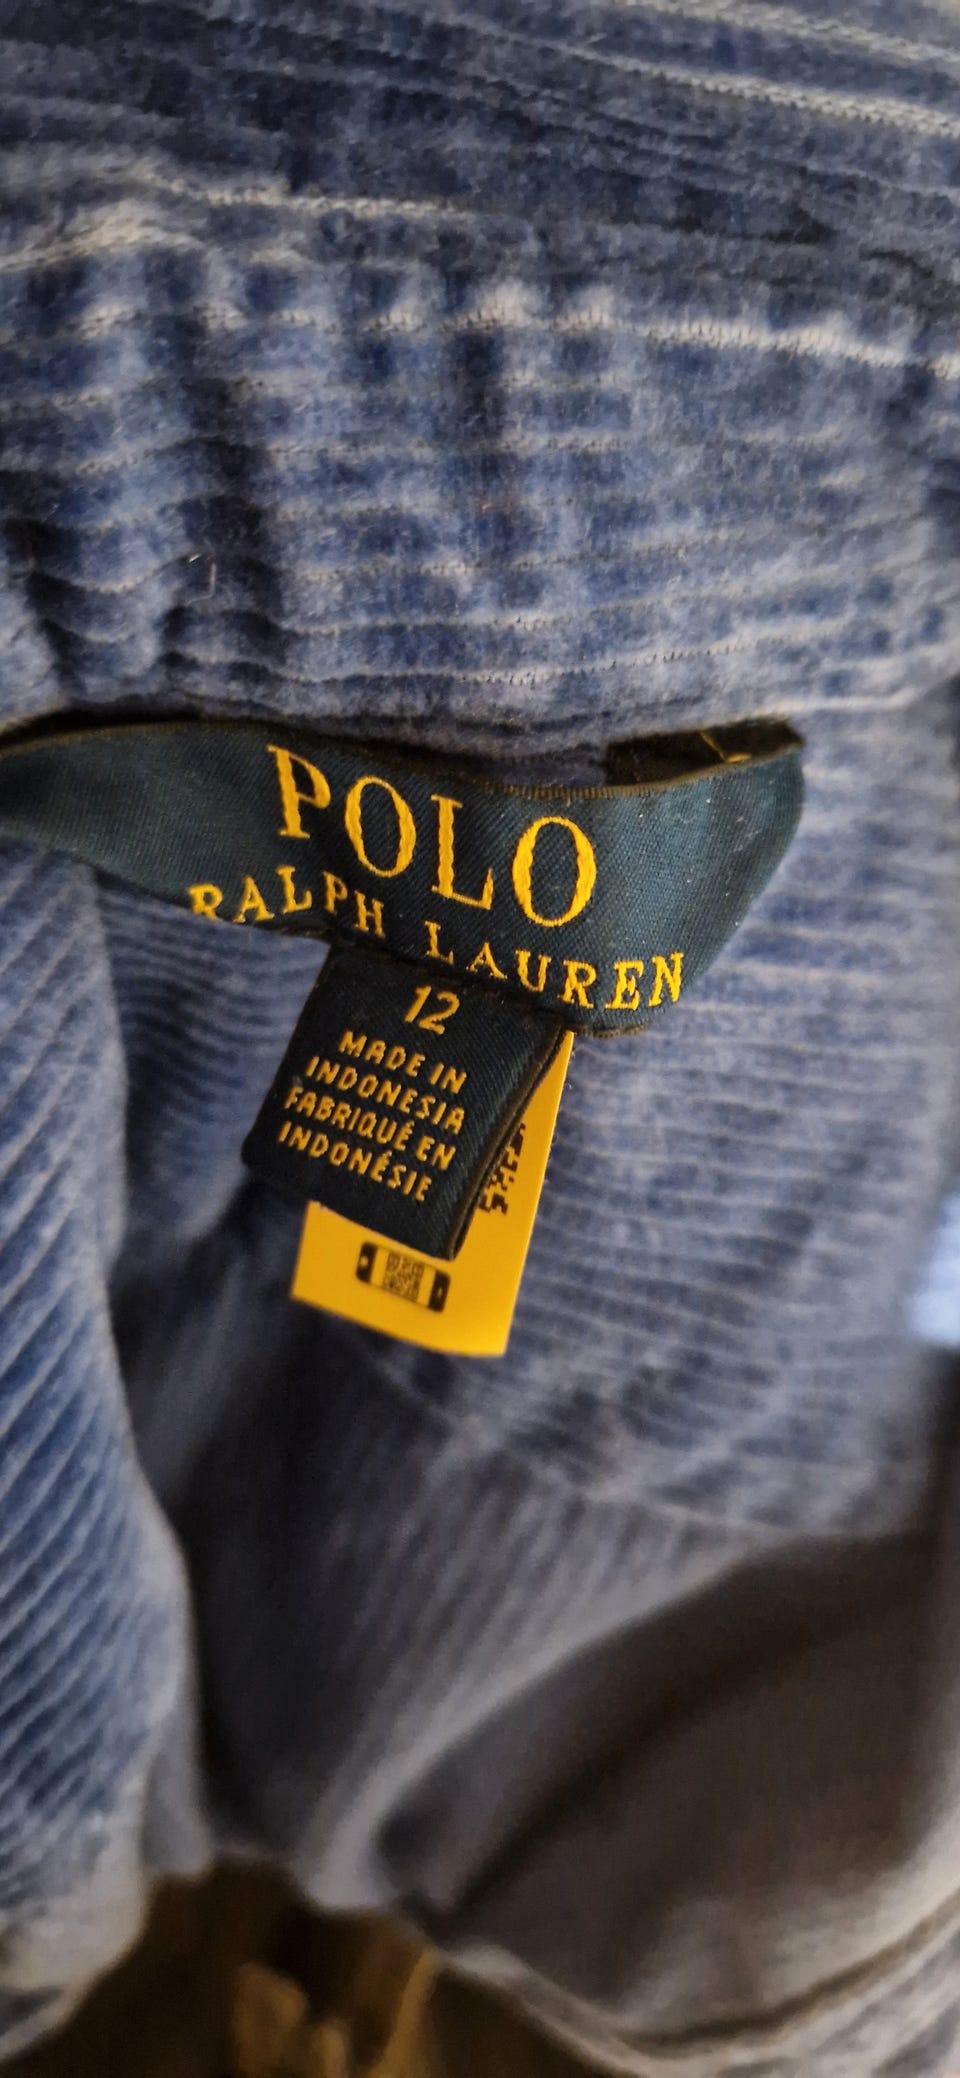 POLO
RALPH LAUREN
12
MADE IN
INDONESIA
FABRIQUÉ EN
INDONÉSIE